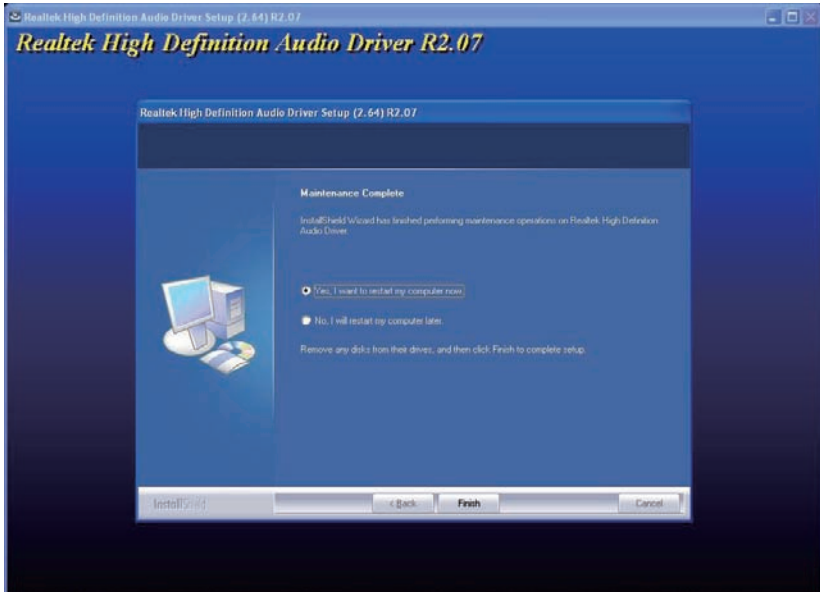 Realtek High Definition Audio Driver Setup (2.64) R2.07
Realtek High Definition Audio Driver R2.07
Realtek High Definition Audio Driver Setup (2.64) R2.07
Maintenance Complete
InstallShield Wizard has finished performing maintenance operations on Realtek High Definition
Audio Driver.
Yes, I want to restart my computer now.
No, I will restart my computer later.
Remove any disks from their drives, and then click Finish to complete setup.
InstallShield
< Back
Finish
Cancel